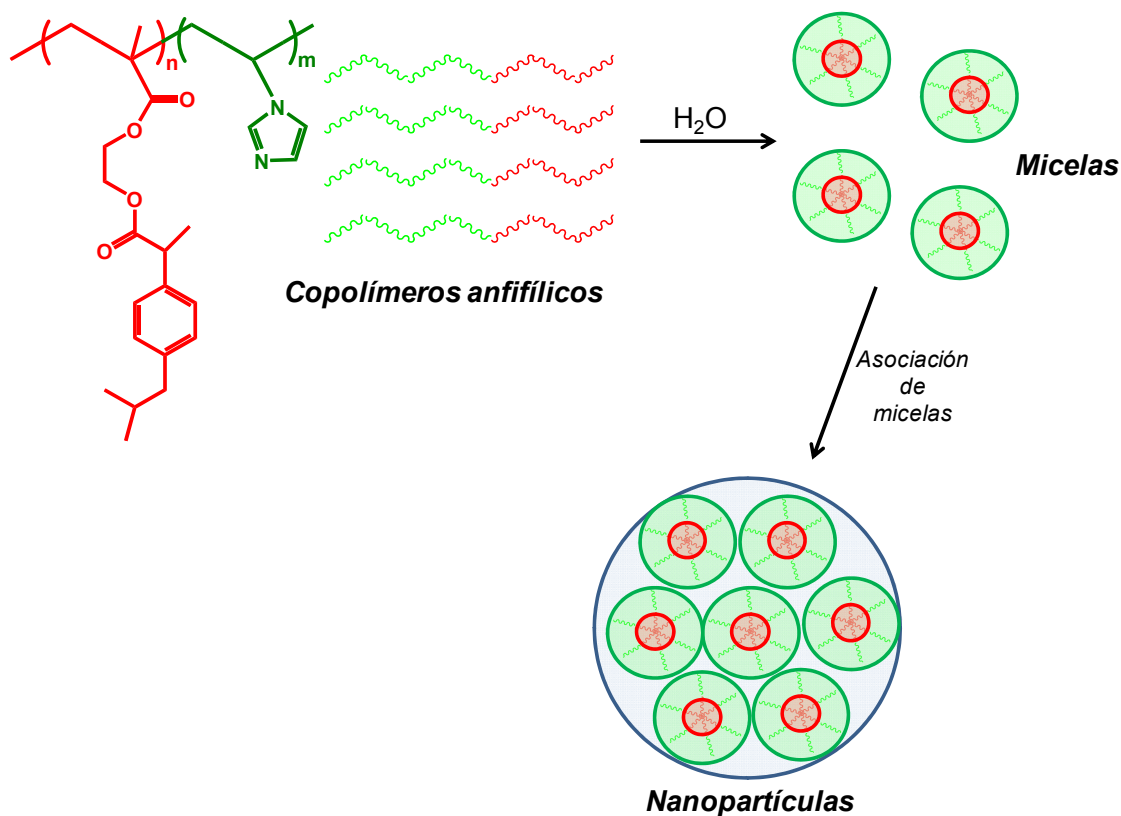 n
m
O
O
O
O
N
N
Copolímeros anfifílicos
H2O
Micelas
Asociación
de
micelas
Nanopartículas